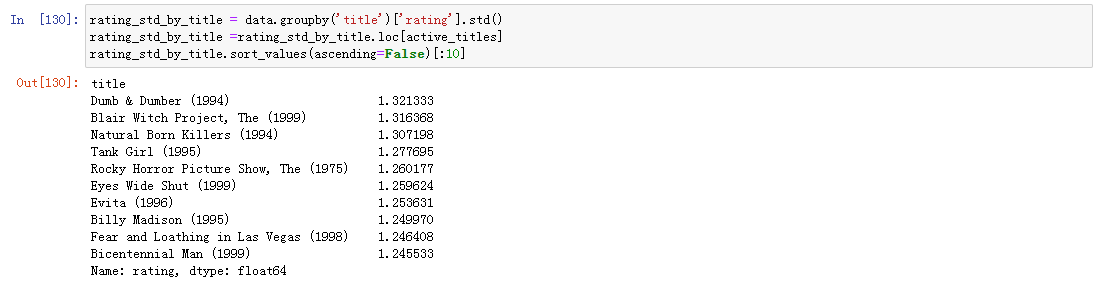 In [130]: rating_std_by_title = data.groupby('title')['rating'].std()
rating_std_by_title =rating_std_by_title.loc[active_titles]
rating_std_by_title.sort_values(ascending=False)[:10]
Out[130]: title
Dumb & Dumber (1994) 1.321333
Blair Witch Project, The (1999) 1.316368
Natural Born Killers (1994) 1.307198
Tank Girl (1995) 1.277695
Rocky Horror Picture Show, The (1975) 1.260177
Eyes Wide Shut (1999) 1.259624
Evita (1996) 1.253631
Billy Madison (1995) 1.249970
Fear and Loathing in Las Vegas (1998) 1.246408
Bicentennial Man (1999) 1.245533
Name: rating, dtype: float64